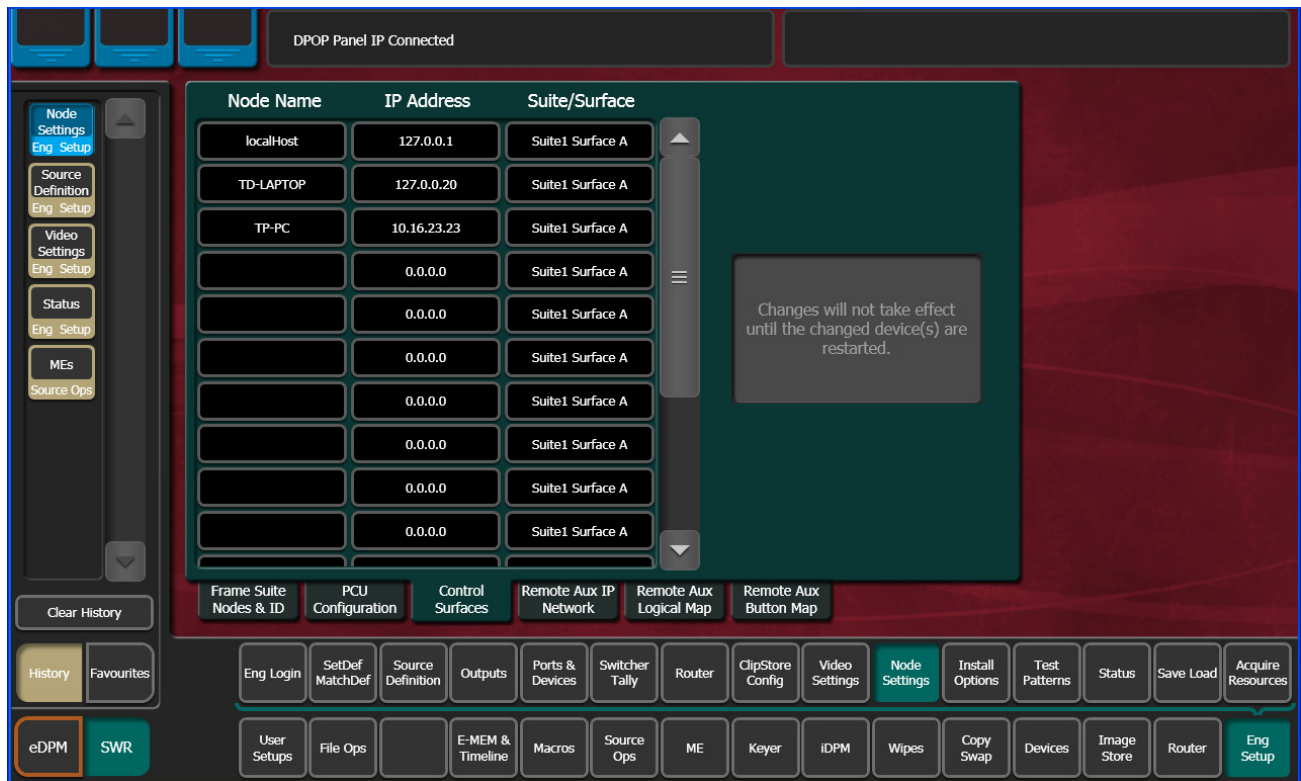 DPOP Panel IP Connected
Node
Settings
Eng Setup
Source
Definition
Eng Setup
Video
Settings
Eng Setup
Status
Eng Setup
MEs
Source Ops
Clear History
History Favourites
eDPM SWR
Node Name IP Address Suite/Surface
localHost 127.0.0.1 Suite1 Surface A
TD-LAPTOP 127.0.0.20 Suite1 Surface A
TP-PC 10.16.23.23 Suite1 Surface A
0.0.0.0 Suite1 Surface A
0.0.0.0 Suite1 Surface A
0.0.0.0 Suite1 Surface A
0.0.0.0 Suite1 Surface A
0.0.0.0 Suite1 Surface A
0.0.0.0 Suite1 Surface A
0.0.0.0 Suite1 Surface A
Changes will not take effect
until the changed device(s) are
restarted.
Frame Suite
Nodes & ID
PCU
Configuration
Control
Surfaces
Remote Aux IP
Network
Remote Aux
Logical Map
Remote Aux
Button Map
Eng Login
SetDef
MatchDef
Source
Definition
Outputs
Ports &
Devices
Switcher
Tally
Router
ClipStore
Config
Video
Settings
Node
Settings
Install
Options
Test
Patterns
Status
Save Load
Acquire
Resources
User
Setups
File Ops
E-MEM &
Timeline
Macros
Source
Ops
ME
Keyer
iDPM
Wipes
Copy
Swap
Devices
Image
Store
Router
Eng
Setup